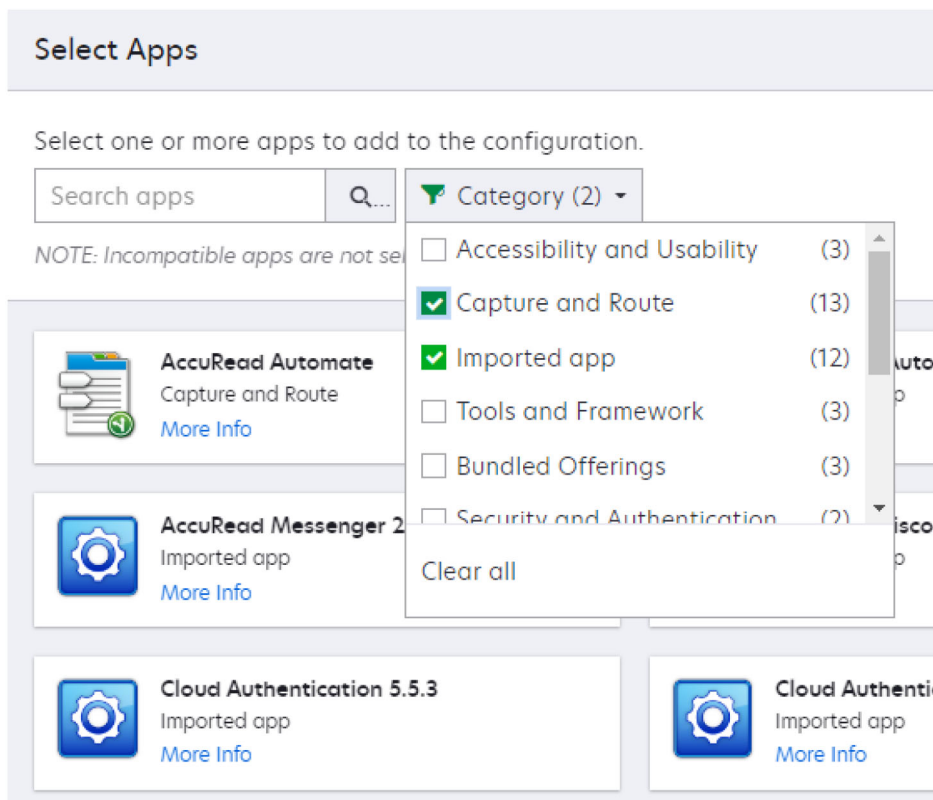 Select Apps
Select one or more apps to add to the configuration.
Search apps
... Category (2)
NOTE: Incompatible apps are not
Accessibility and Usability (3)
Capture and Route (13)
Imported app (12)
Tools and Framework (3)
Bundled Offerings (3)
Security and Authentication (2)
Clear all
AccuRead Automate
Capture and Route
More Info
AccuRead Messenger 2
Imported app
More Info
Cloud Authentication 5.5.3
Imported app
More Info
Cloud
Imported app
More Info